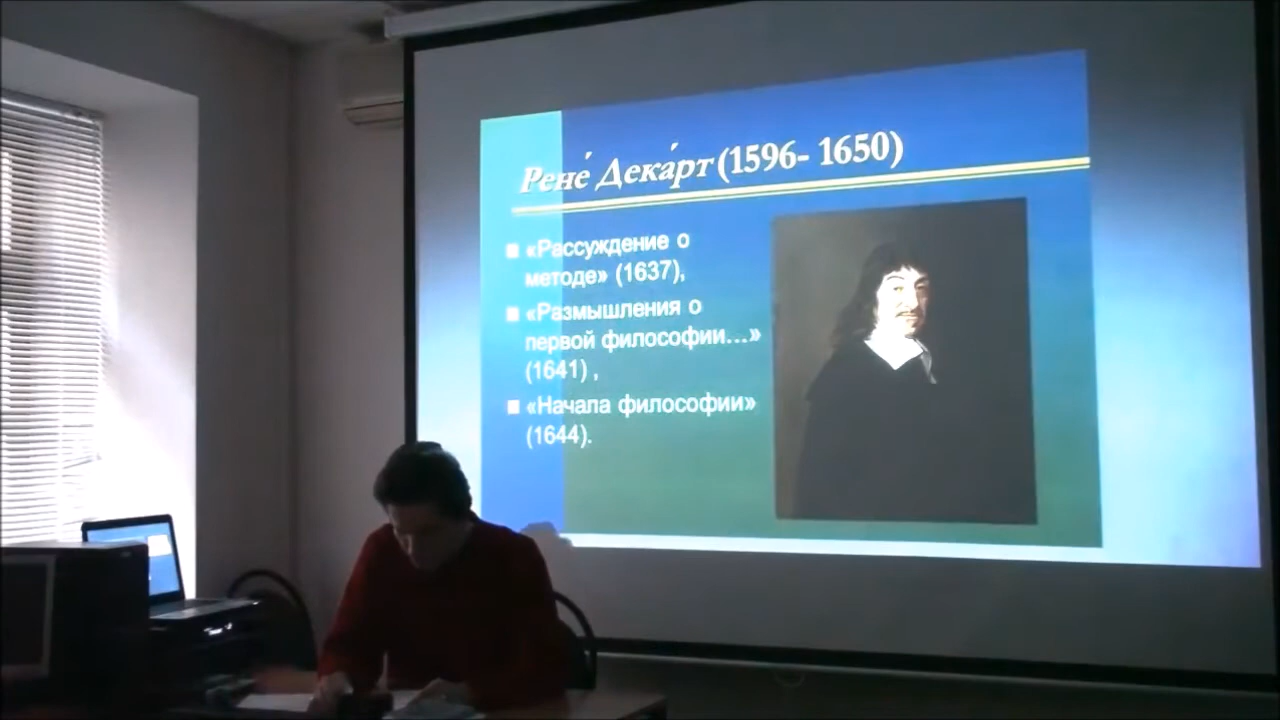 Рене́ Дека́рт (1596- 1650)
«Рассуждение о
методе» (1637),
«Размышления о
первой философии...»
(1641) ,
«Начала философии»
(1644).